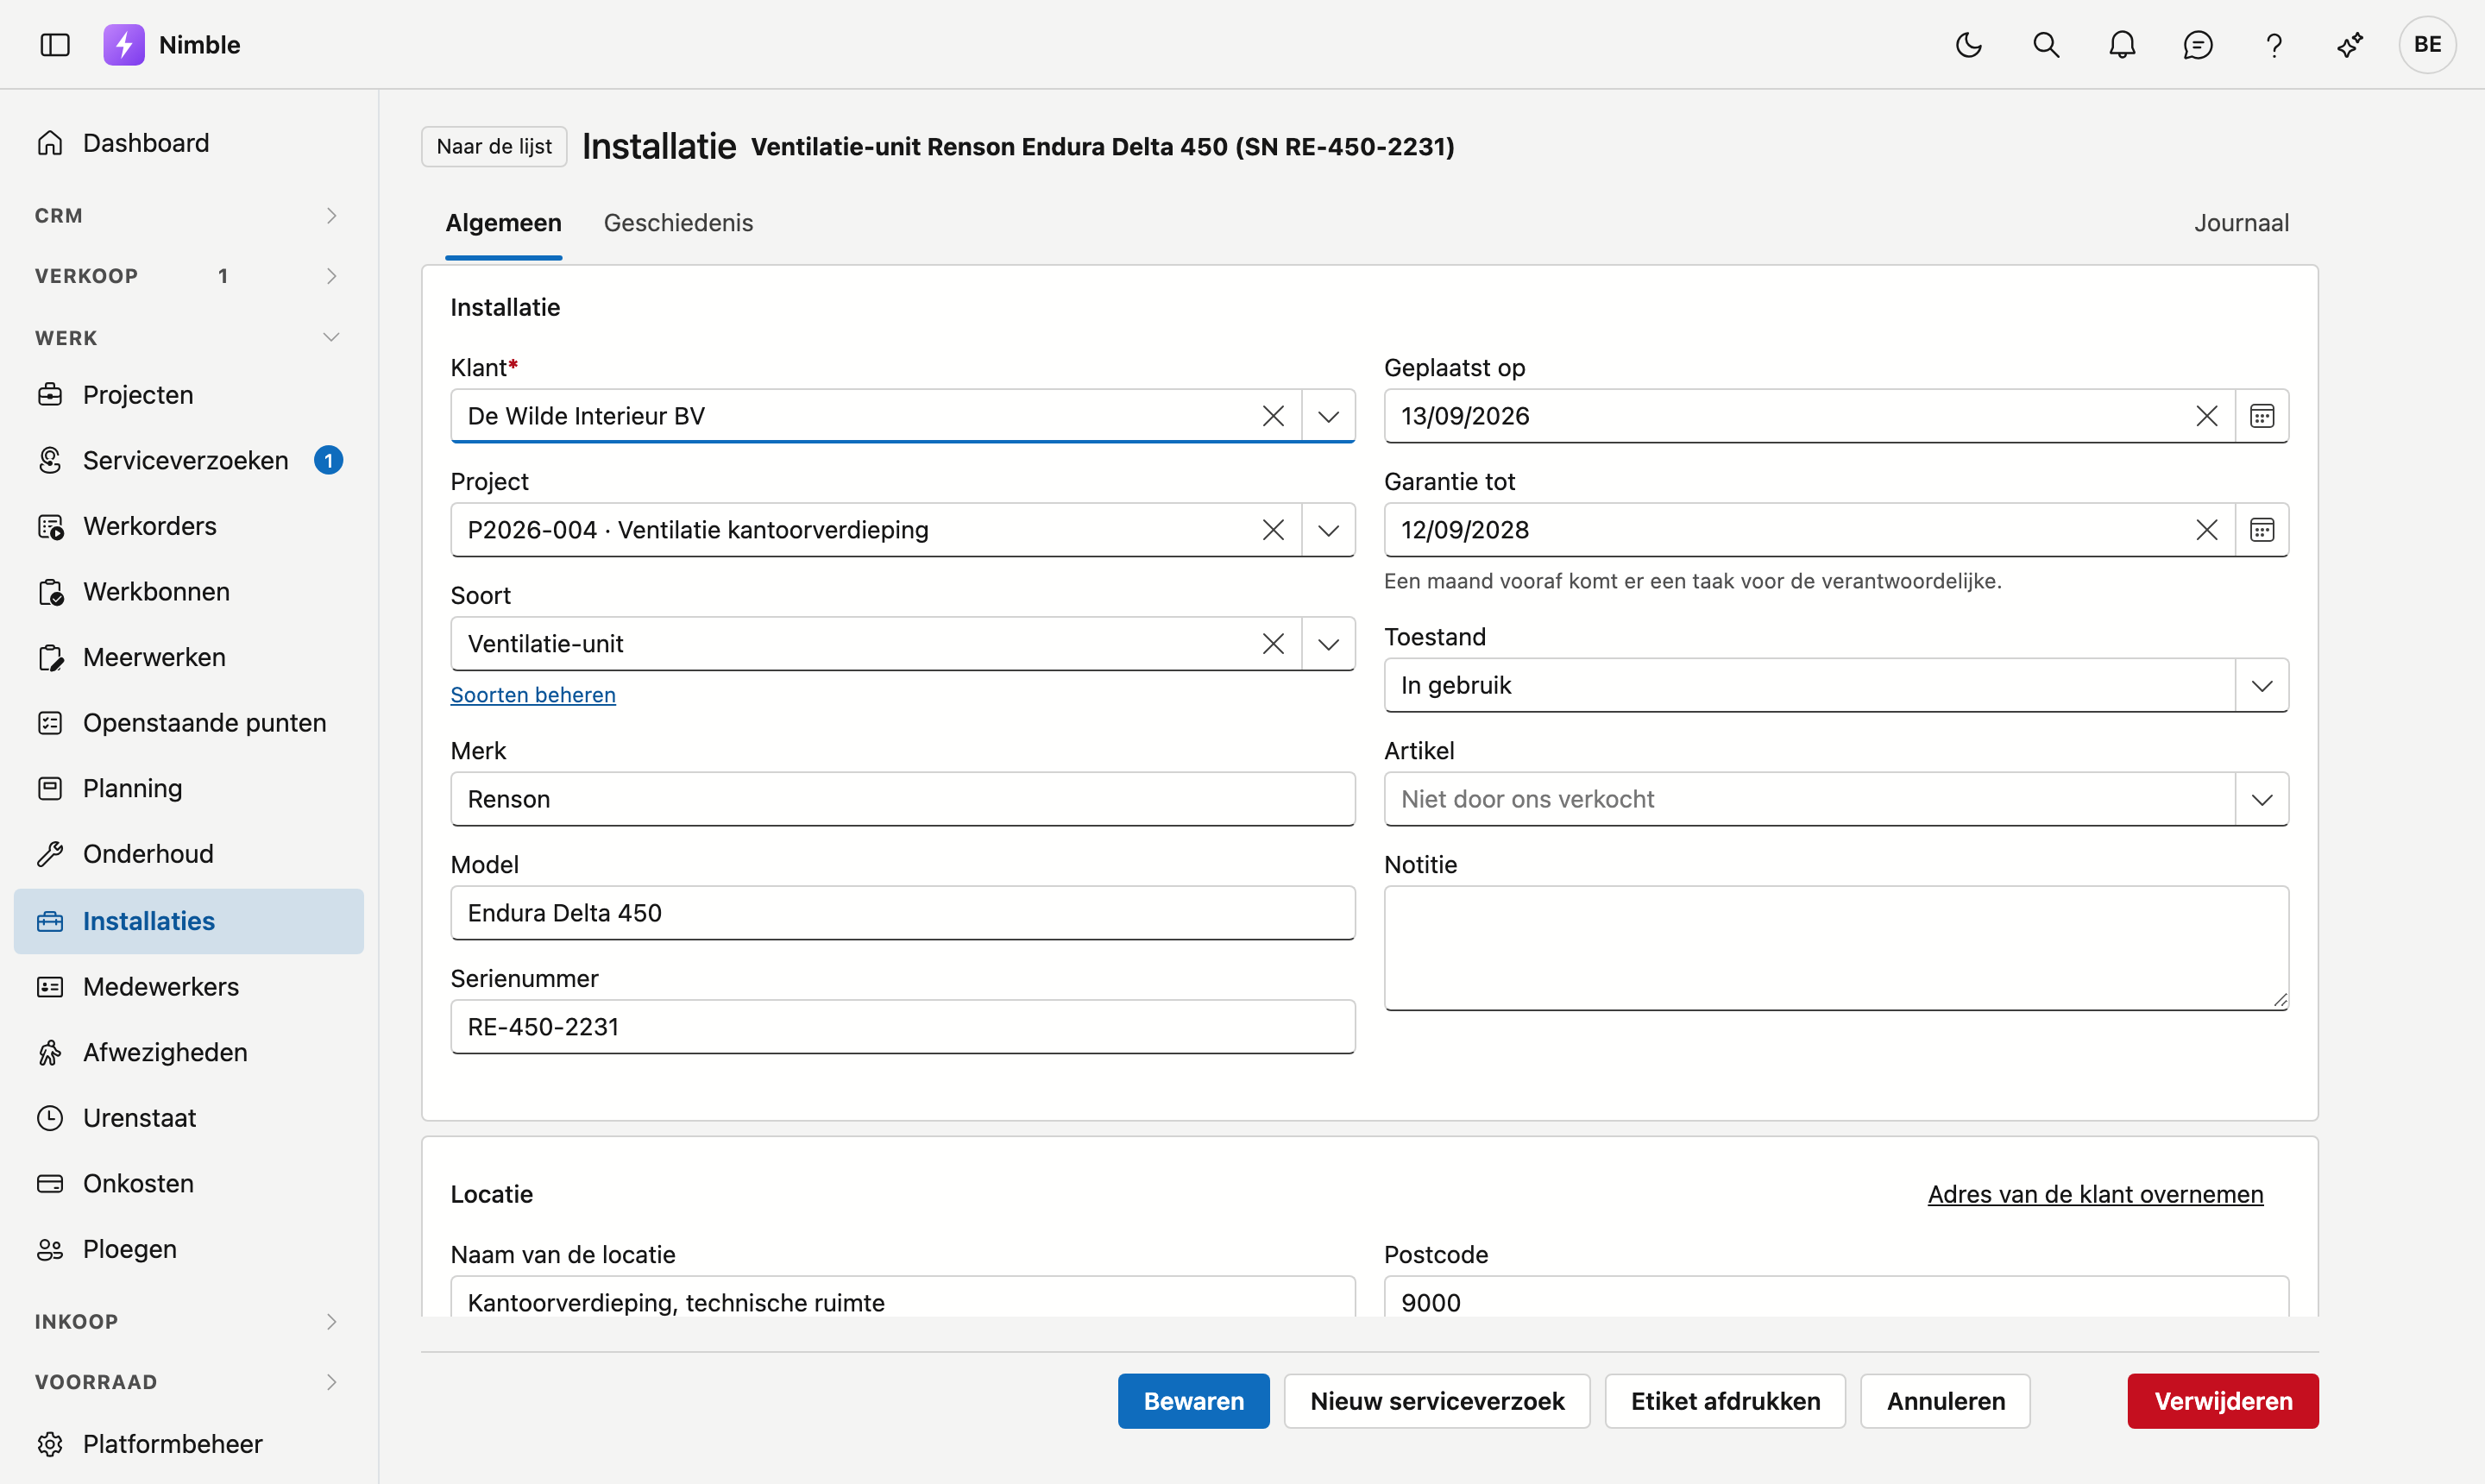 Nimble
BE
Dashboard
CRM
VERKOOP 1
WERK
Projecten
Serviceverzoeken 1
Werkorders
Werkbonnen
Meerwerken
Openstaande punten
Planning
Onderhoud
Installaties
Medewerkers
Afwezigheden
Urenstaat
Onkosten
Ploegen
INKOOP
VOORRAAD
Platformbeheer
Naar de lijst Installatie Ventilatie-unit Renson Endura Delta 450 (SN RE-450-2231)
Algemeen Geschiedenis Journaal
Installatie
Klant*
De Wilde Interieur BV
Project
P2026-004 · Ventilatie kantoorverdieping
Soort
Ventilatie-unit
Soorten beheren
Merk
Renson
Model
Endura Delta 450
Serienummer
RE-450-2231
Geplaatst op
13/09/2026
Garantie tot
12/09/2028
Een maand vooraf komt er een taak voor de verantwoordelijke.
Toestand
In gebruik
Artikel
Niet door ons verkocht
Notitie
Locatie Adres van de klant overnemen
Naam van de locatie
Kantoorverdieping, technische ruimte
Postcode
9000
Bewaren Nieuw serviceverzoek Etiket afdrukken Annuleren Verwijderen